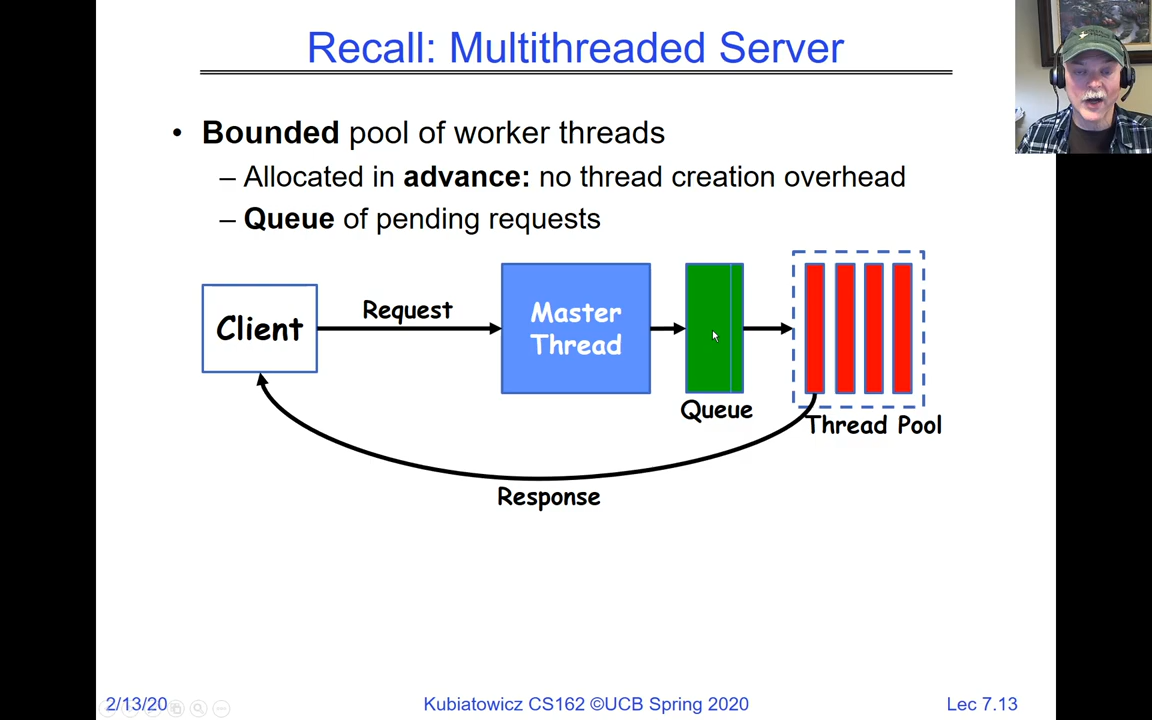 Recall: Multithreaded Server
• Bounded pool of worker threads
– Allocated in advance: no thread creation overhead
– Queue of pending requests
Client
Request
Master
Thread
Queue
Thread Pool
Response
2/13/20
Kubiatowicz CS162 ©UCB Spring 2020
Lec 7.13